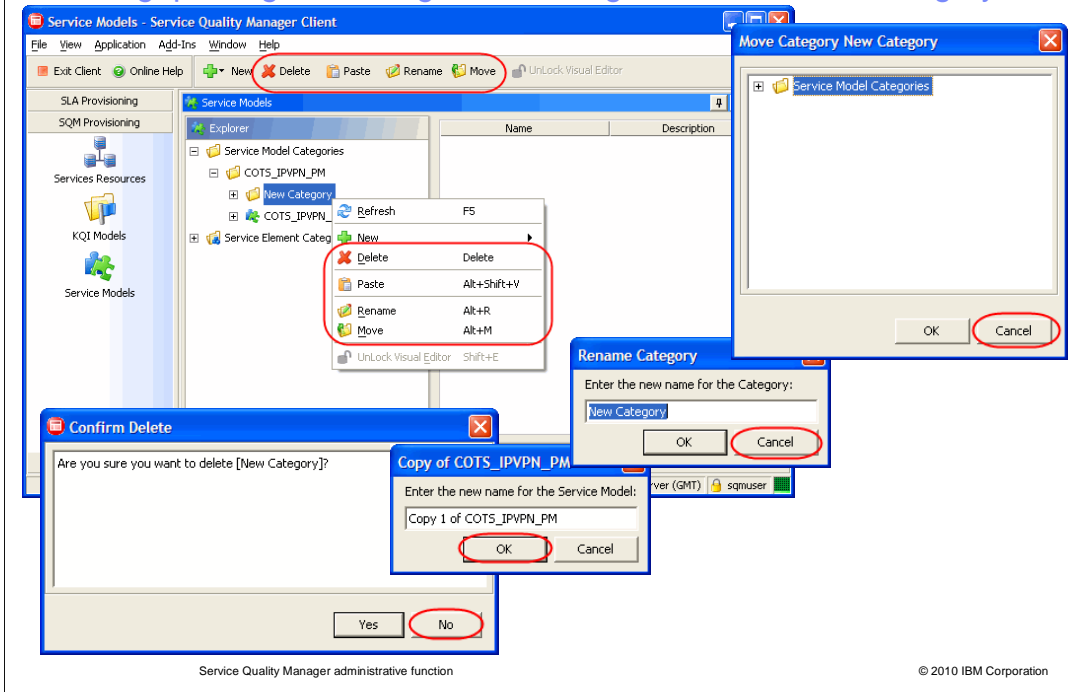 Service Models - Service Quality Manager Client
File View Application Add-Ins Window Help
Exit Client Online Help New Delete Paste Rename Move UnLock Visual Editor
SLA Provisioning
SQM Provisioning
Services Resources
KQI Models
Service Models
Service Models
Explorer
Name Description
Service Model Categories
COTS_IPVPN_PM
New Category
COTS_IPVPN_
Service Element Categ
Refresh F5
New
Delete Delete
Paste Alt+Shift+V
Rename Alt+R
Move Alt+M
UnLock Visual Editor Shift+E
Move Category New Category
Service Model Categories
OK Cancel
Rename Category
Enter the new name for the Category:
New Category
OK Cancel
Confirm Delete
Are you sure you want to delete [New Category]?
Yes No
Copy of COTS_IPVPN_PM
Enter the new name for the Service Model:
Copy 1 of COTS_IPVPN_PM
OK Cancel
rver (GMT) sqmuser
Service Quality Manager administrative function
© 2010 IBM Corporation